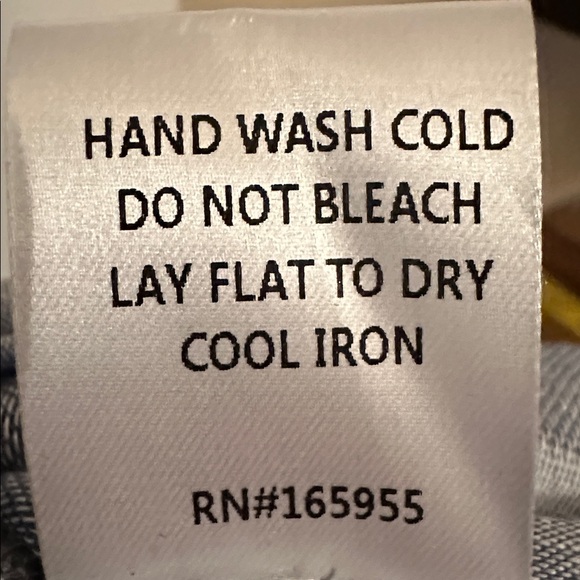 HAND WASH COLD
DO NOT BLEACH
LAY FLAT TO DRY
COOL IRON
RN#165955